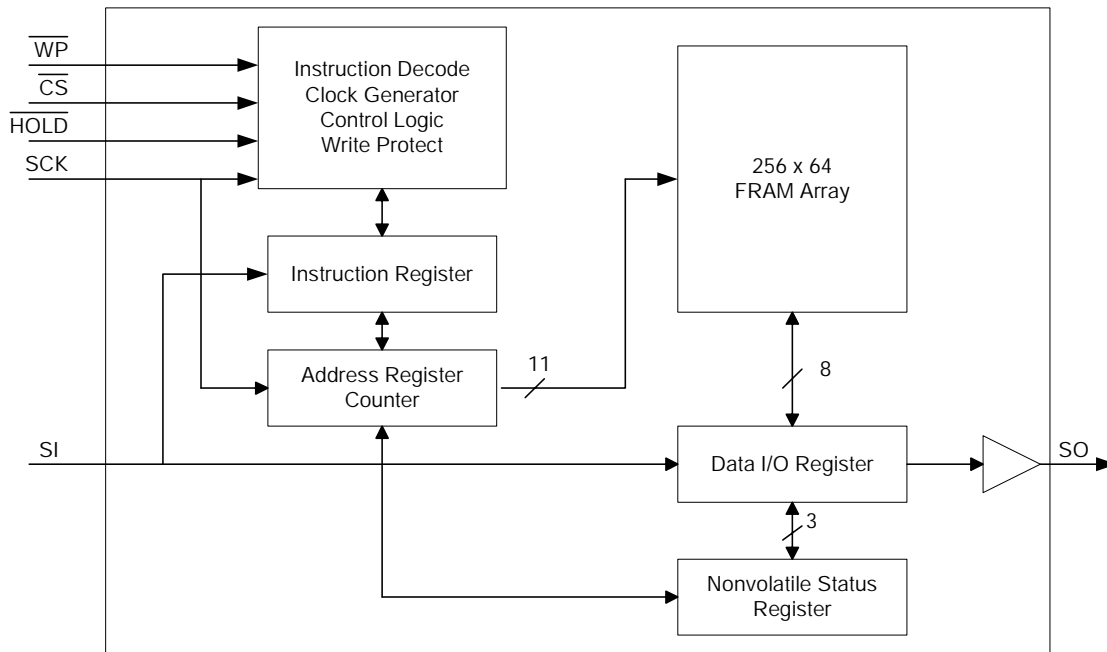 WP
CS
HOLD
SCK
Instruction Decode
Clock Generator
Control Logic
Write Protect
256 x 64
FRAM Array
Instruction Register
Address Register
Counter
11
8
SI
Data I/O Register
SO
3
Nonvolatile Status
Register